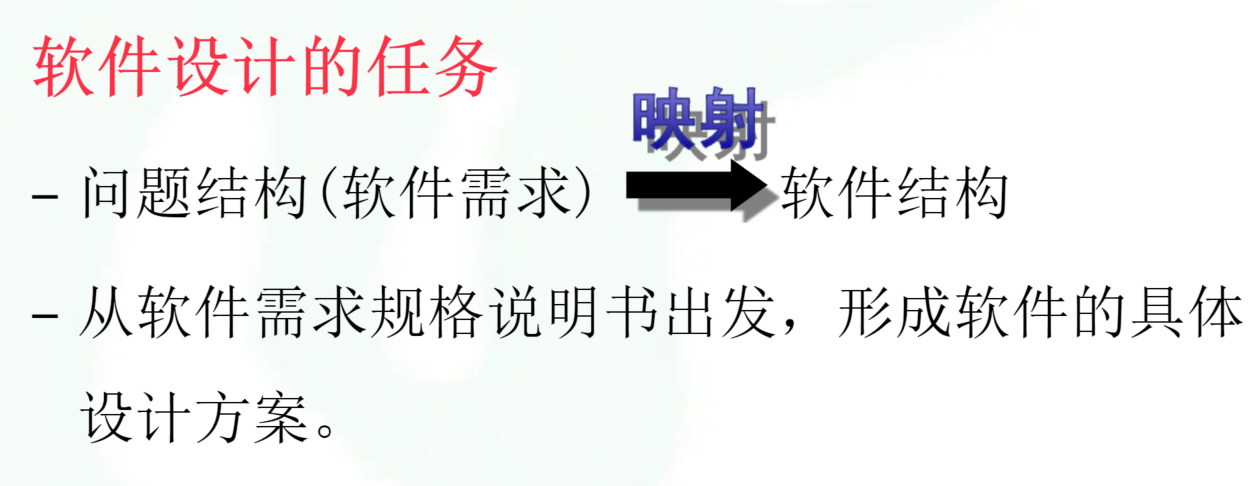 软件设计的任务
映射
– 问题结构(软件需求) 软件结构
– 从软件需求规格说明书出发，形成软件的具体
设计方案。